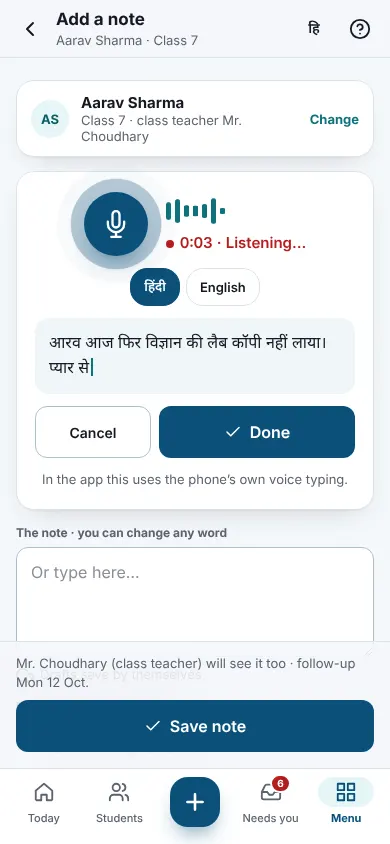 Add a note
Aarav Sharma · Class 7
हि
AS
Aarav Sharma
Class 7 · class teacher Mr.
Choudhary
Change
0:03 · Listening...
हिंदी
English
आरव आज फिर विज्ञान की लैब कॉपी नहीं लाया।
प्यार से
Cancel
Done
In the app this uses the phone's own voice typing.
The note · you can change any word
Or type here...
Mr. Choudhary (class teacher) will see it too · follow-up
Mon 12 Oct.
save by themselves
Save note
Today
Students
Needs you
6
Menu